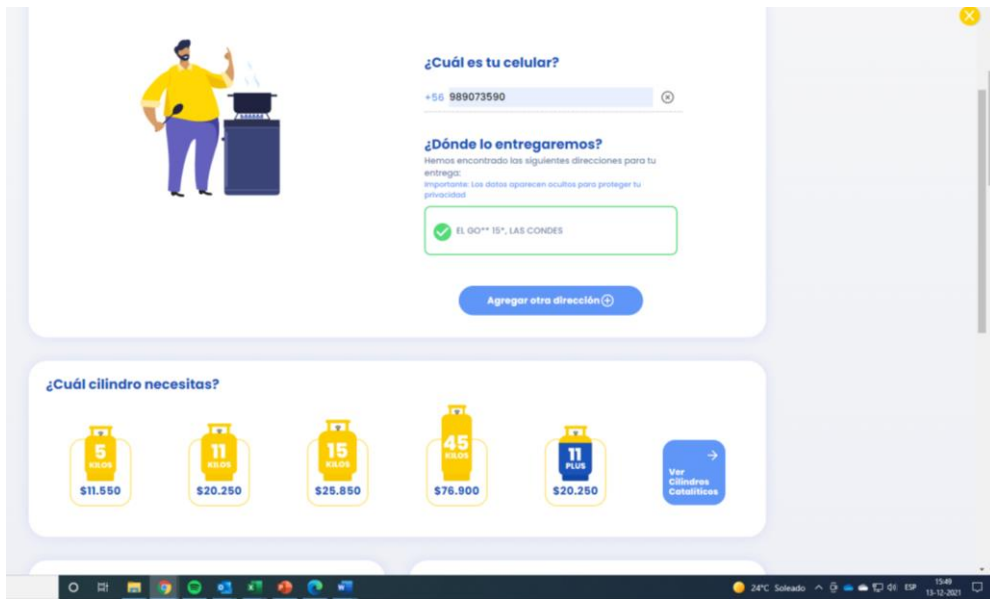 ¿Cuál es tu celular?
+56 989073590
¿Dónde lo entregaremos?
Hemos encontrado las siguientes direcciones para tu
entrega:
Importante: Los datos aparecen ocultos para proteger tu
privacidad
EL GO** 15*, LAS CONDES
Agregar otra dirección
¿Cuál cilindro necesitas?
5 KILOS
$11.550
11 KILOS
$20.250
15 KILOS
$25.850
45 KILOS
$76.900
11 PLUS
$20.250
Ver
Cilindros
Catalíticos
24°C Soleado
ESP
15:49
13-12-2021